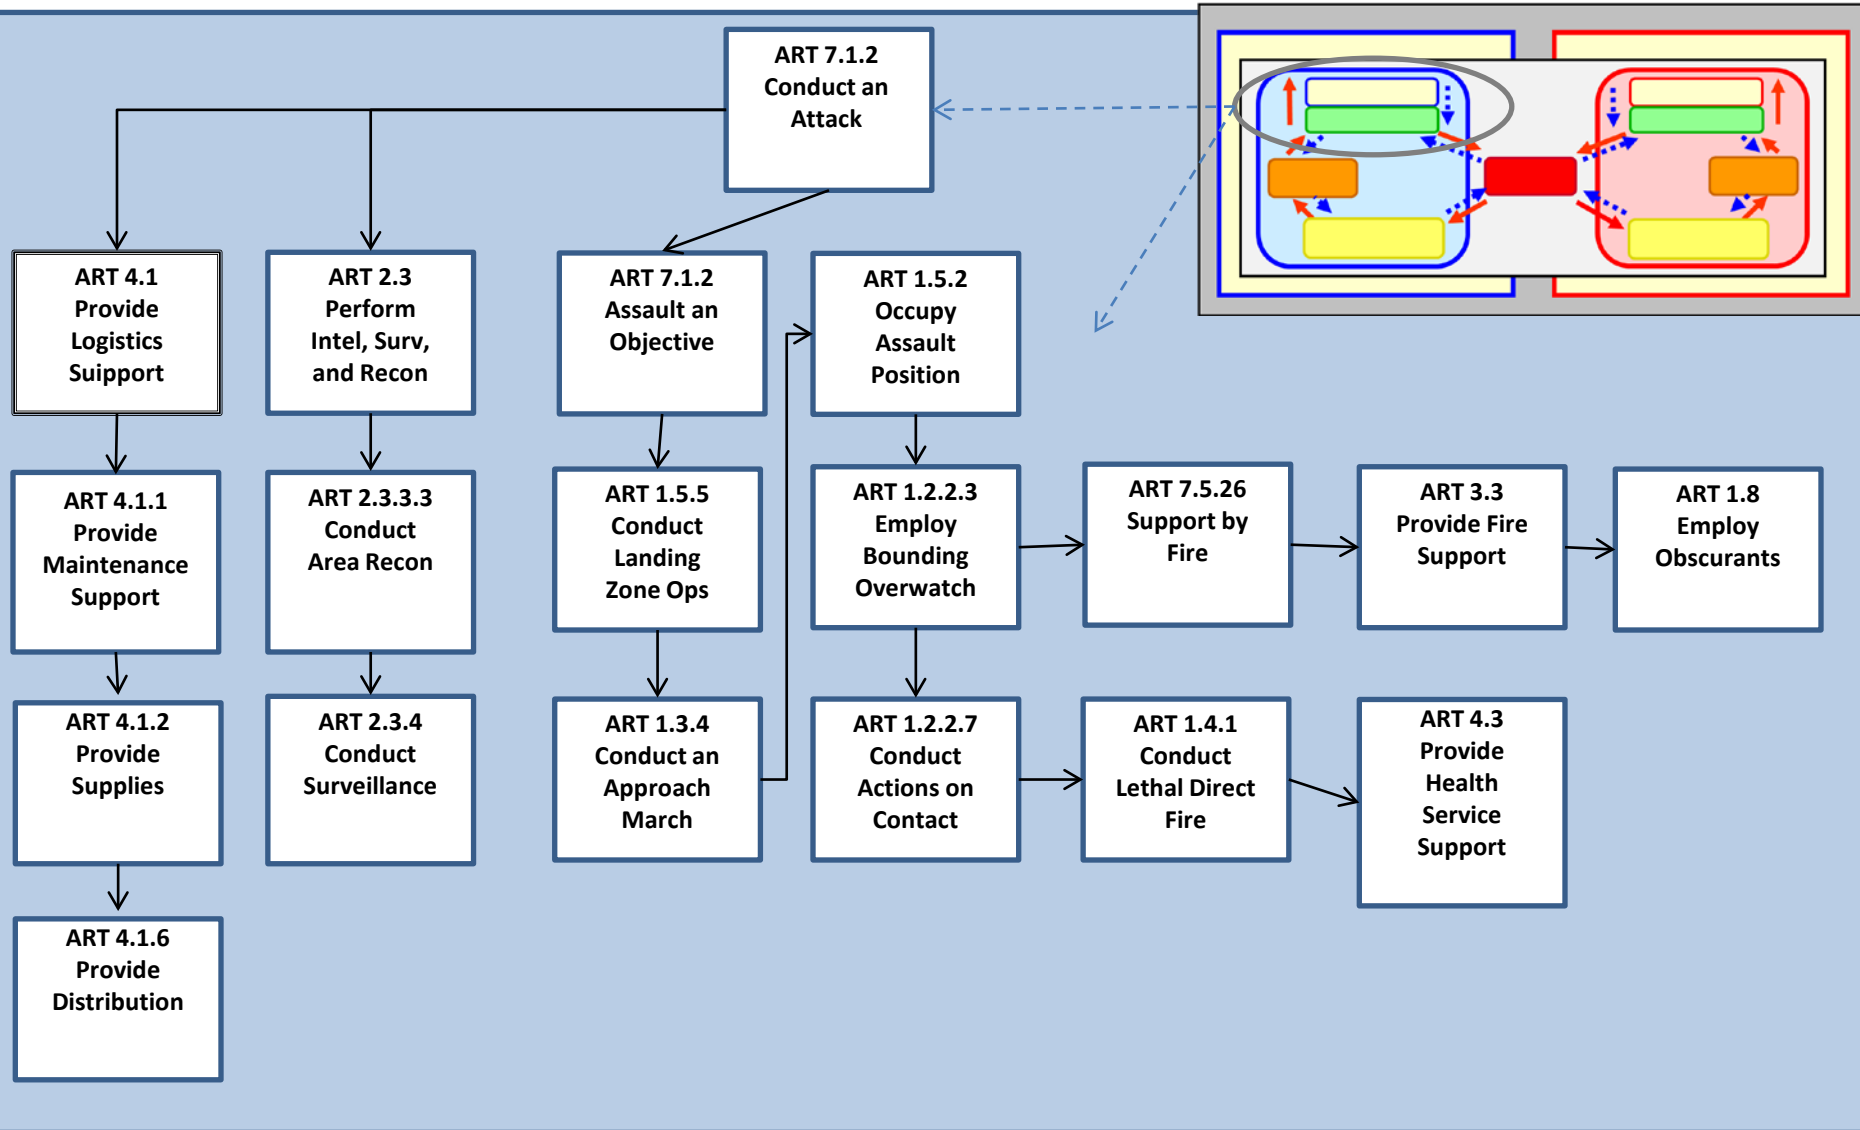 ART 7.1.2
Conduct an
Attack
ART 4.1
Provide
Logistics
Suipport
ART 2.3
Perform
Intel, Surv,
and Recon
ART 7.1.2
Assault an
Objective
ART 1.5.2
Occupy
Assault
Position
ART 4.1.1
Provide
Maintenance
Support
ART 2.3.3.3
Conduct
Area Recon
ART 1.5.5
Conduct
Landing
Zone Ops
ART 1.2.2.3
Employ
Bounding
Overwatch
ART 7.5.26
Support by
Fire
ART 3.3
Provide Fire
Support
ART 1.8
Employ
Obscurants
ART 4.1.2
Provide
Supplies
ART 2.3.4
Conduct
Surveillance
ART 1.3.4
Conduct an
Approach
March
ART 1.2.2.7
Conduct
Actions on
Contact
ART 1.4.1
Conduct
Lethal Direct
Fire
ART 4.3
Provide
Health
Service
Support
ART 4.1.6
Provide
Distribution